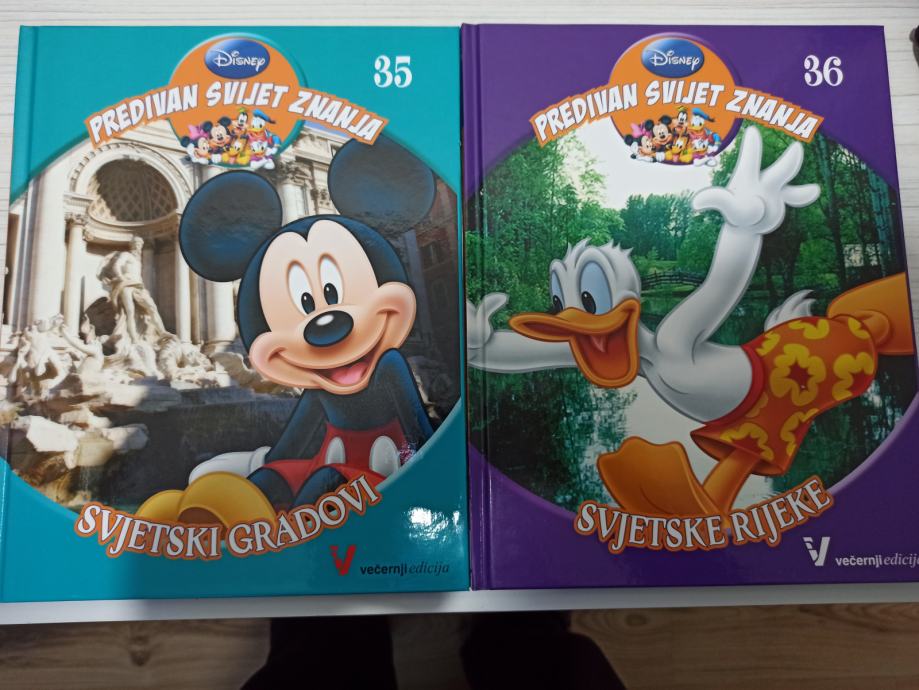 Disney
35
PREDIVAN SVIJET ZNANJA
SVJETSKI GRADOVI
večernji edicija
Disney
36
PREDIVAN SVIJET ZNANJA
SVJETSKE RIJEKE
večernji edicija